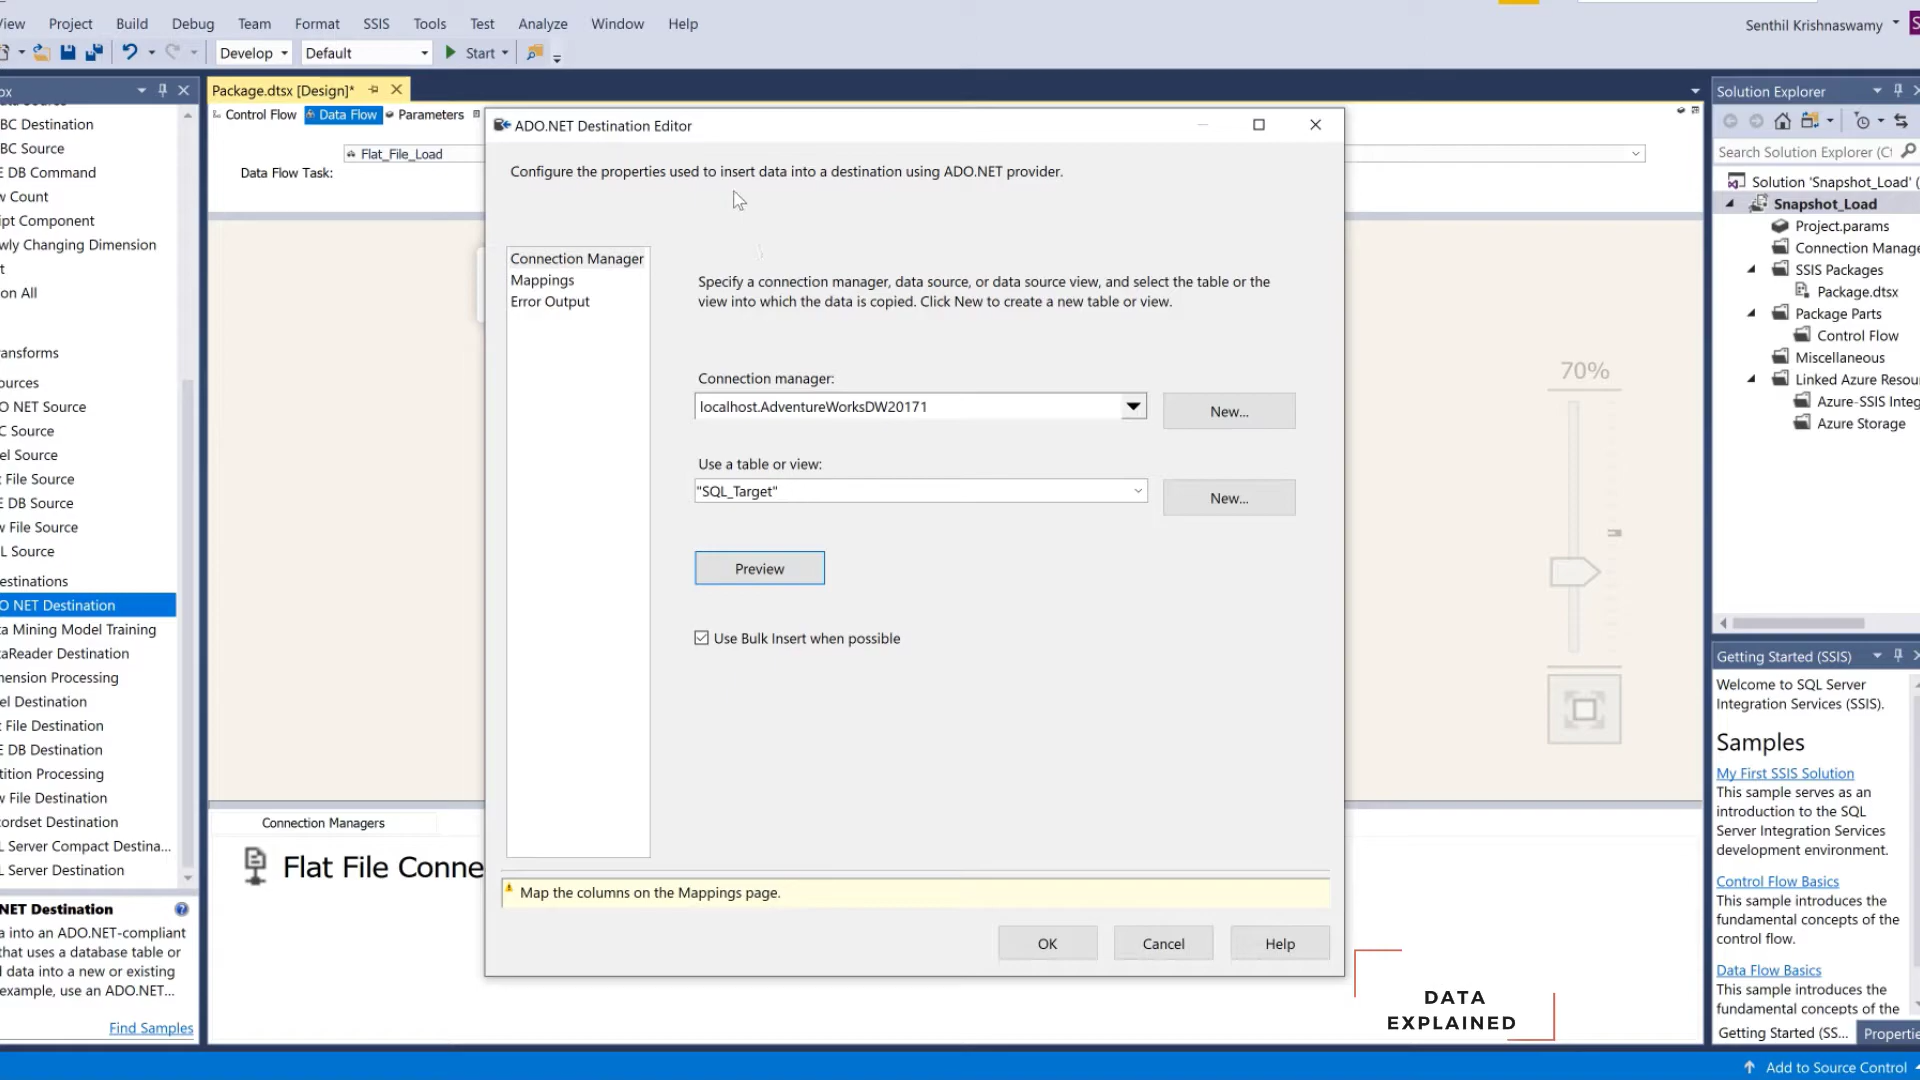 View Project Build Debug Team Format SSIS Tools Test Analyze Window Help
Senthil Krishnaswamy
Develop Default Start
Package.dtsx [Design]*
Control Flow Data Flow Parameters
Data Flow Task:
Flat_File_Load
BC Destination
BC Source
E DB Command
w Count
ipt Component
wly Changing Dimension
t
on All
ansforms
ources
O NET Source
C Source
el Source
t File Source
E DB Source
w File Source
L Source
estinations
O NET Destination
ta Mining Model Training
taReader Destination
mension Processing
el Destination
t File Destination
E DB Destination
tition Processing
w File Destination
cordset Destination
L Server Compact Destina...
L Server Destination
NET Destination
a into an ADO.NET-compliant
that uses a database table or
l data into a new or existing
example, use an ADO.NET...
Find Samples
ADO.NET Destination Editor
Configure the properties used to insert data into a destination using ADO.NET provider.
Connection Manager
Mappings
Error Output
Specify a connection manager, data source, or data source view, and select the table or the
view into which the data is copied. Click New to create a new table or view.
Connection manager:
localhost.AdventureWorksDW20171
New...
Use a table or view:
"SQL_Target"
New...
Preview
Use Bulk Insert when possible
Map the columns on the Mappings page.
OK Cancel Help
70%
Connection Managers
Flat File Conne
DATA
EXPLAINED
Solution Explorer
Search Solution Explorer (Ct
Solution 'Snapshot_Load' (
Snapshot_Load
Project.params
Connection Manage
SSIS Packages
Package.dtsx
Package Parts
Control Flow
Miscellaneous
Linked Azure Resou
Azure-SSIS Integ
Azure Storage
Getting Started (SSIS)
Welcome to SQL Server
Integration Services (SSIS).
Samples
My First SSIS Solution
This sample serves as an
introduction to the SQL
Server Integration Services
development environment.
Control Flow Basics
This sample introduces the
fundamental concepts of the
control flow.
Data Flow Basics
This sample introduces the
fundamental concepts of the
Getting Started (SS... Propertie
Add to Source Control